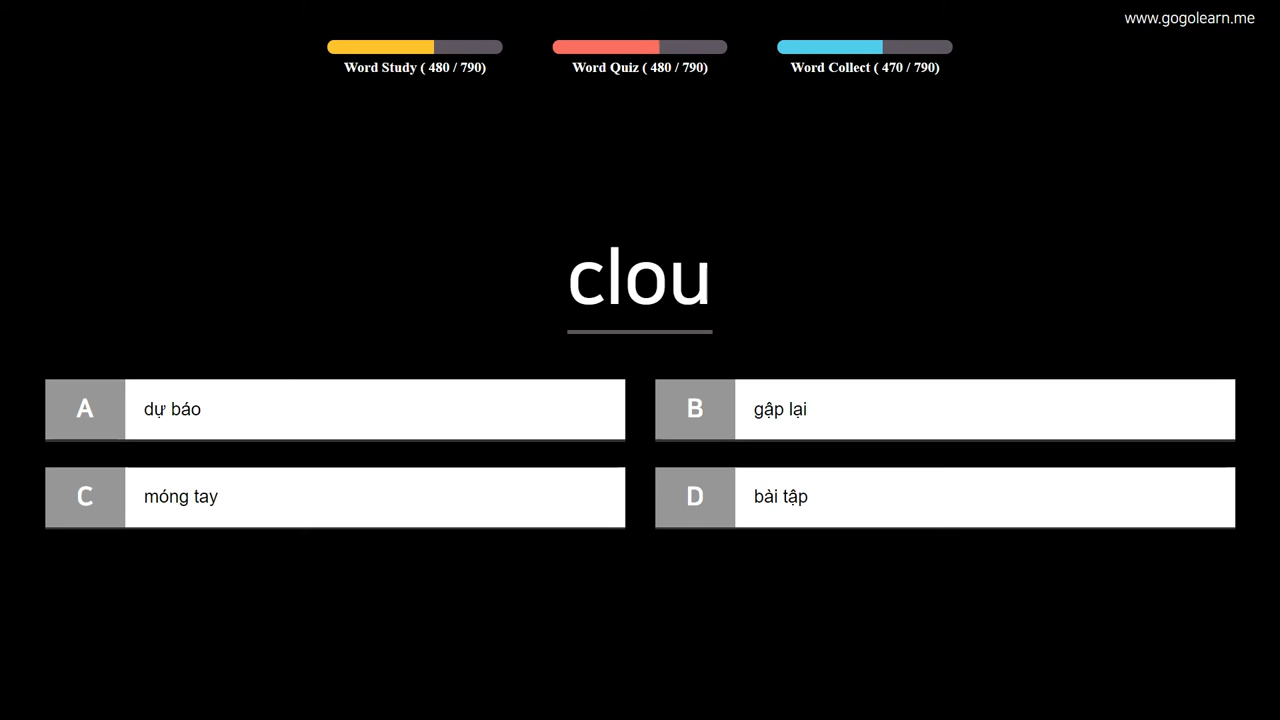 www.gogolearn.me
Word Study ( 480 / 790)
Word Quiz ( 480 / 790)
Word Collect ( 470 / 790)
clou
A dự báo
B gập lại
C móng tay
D bài tập